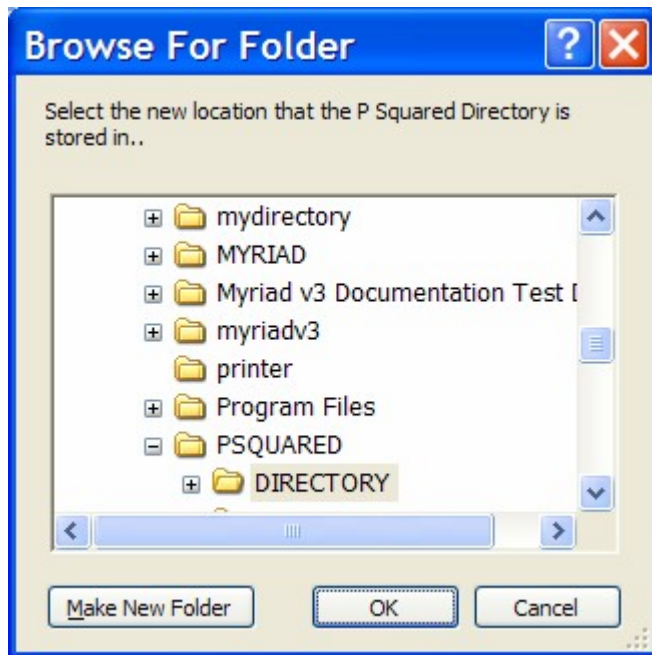 Browse For Folder
Select the new location that the P Squared Directory is
stored in..
mydirectory
MYRIAD
Myriad v3 Documentation Test
myriadv3
printer
Program Files
PSQUARED
DIRECTORY
Make New Folder
OK
Cancel